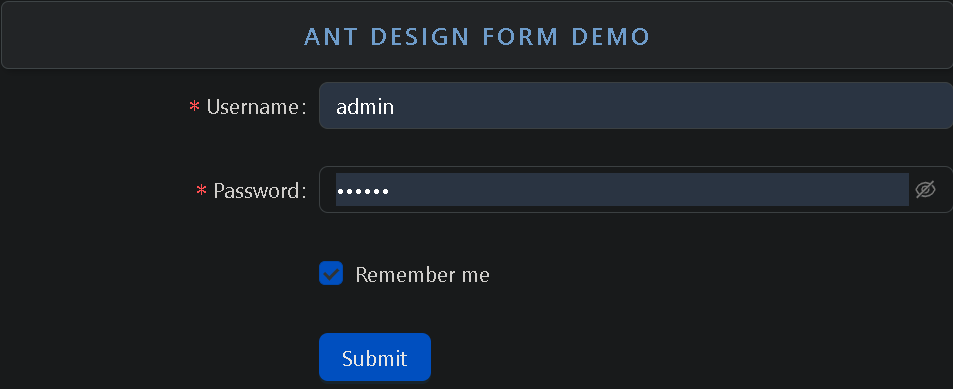 ANT DESIGN FORM DEMO
* Username: admin
* Password: ••••••
Remember me
Submit